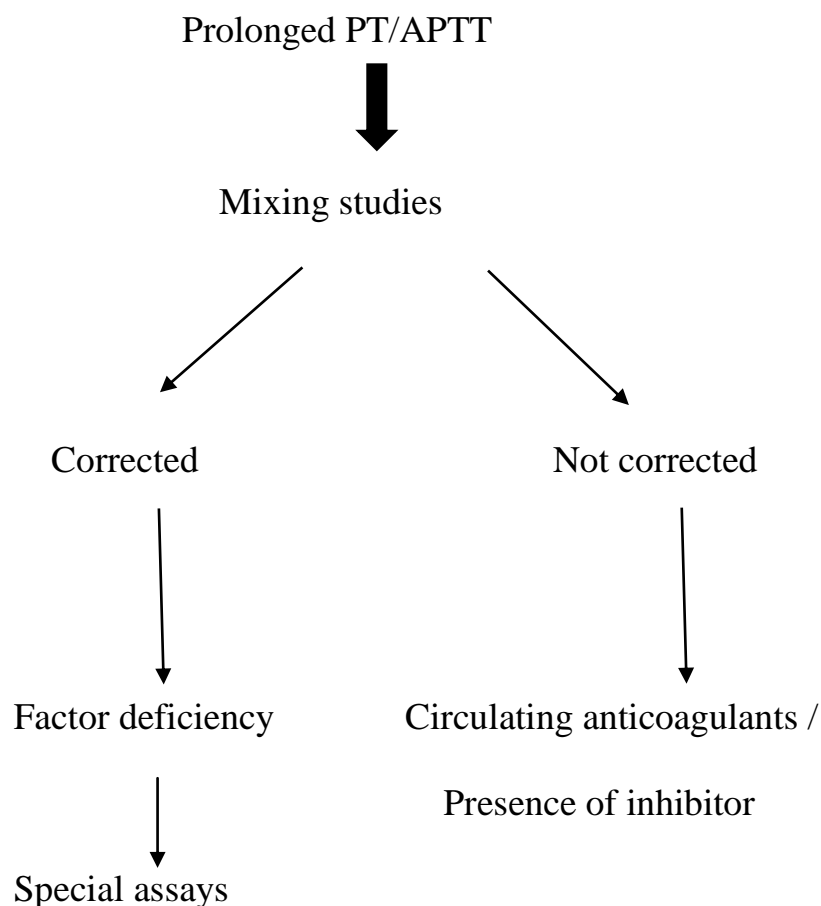 Prolonged PT/APTT
Mixing studies
Corrected
Not corrected
Factor deficiency
Circulating anticoagulants /
Presence of inhibitor
Special assays